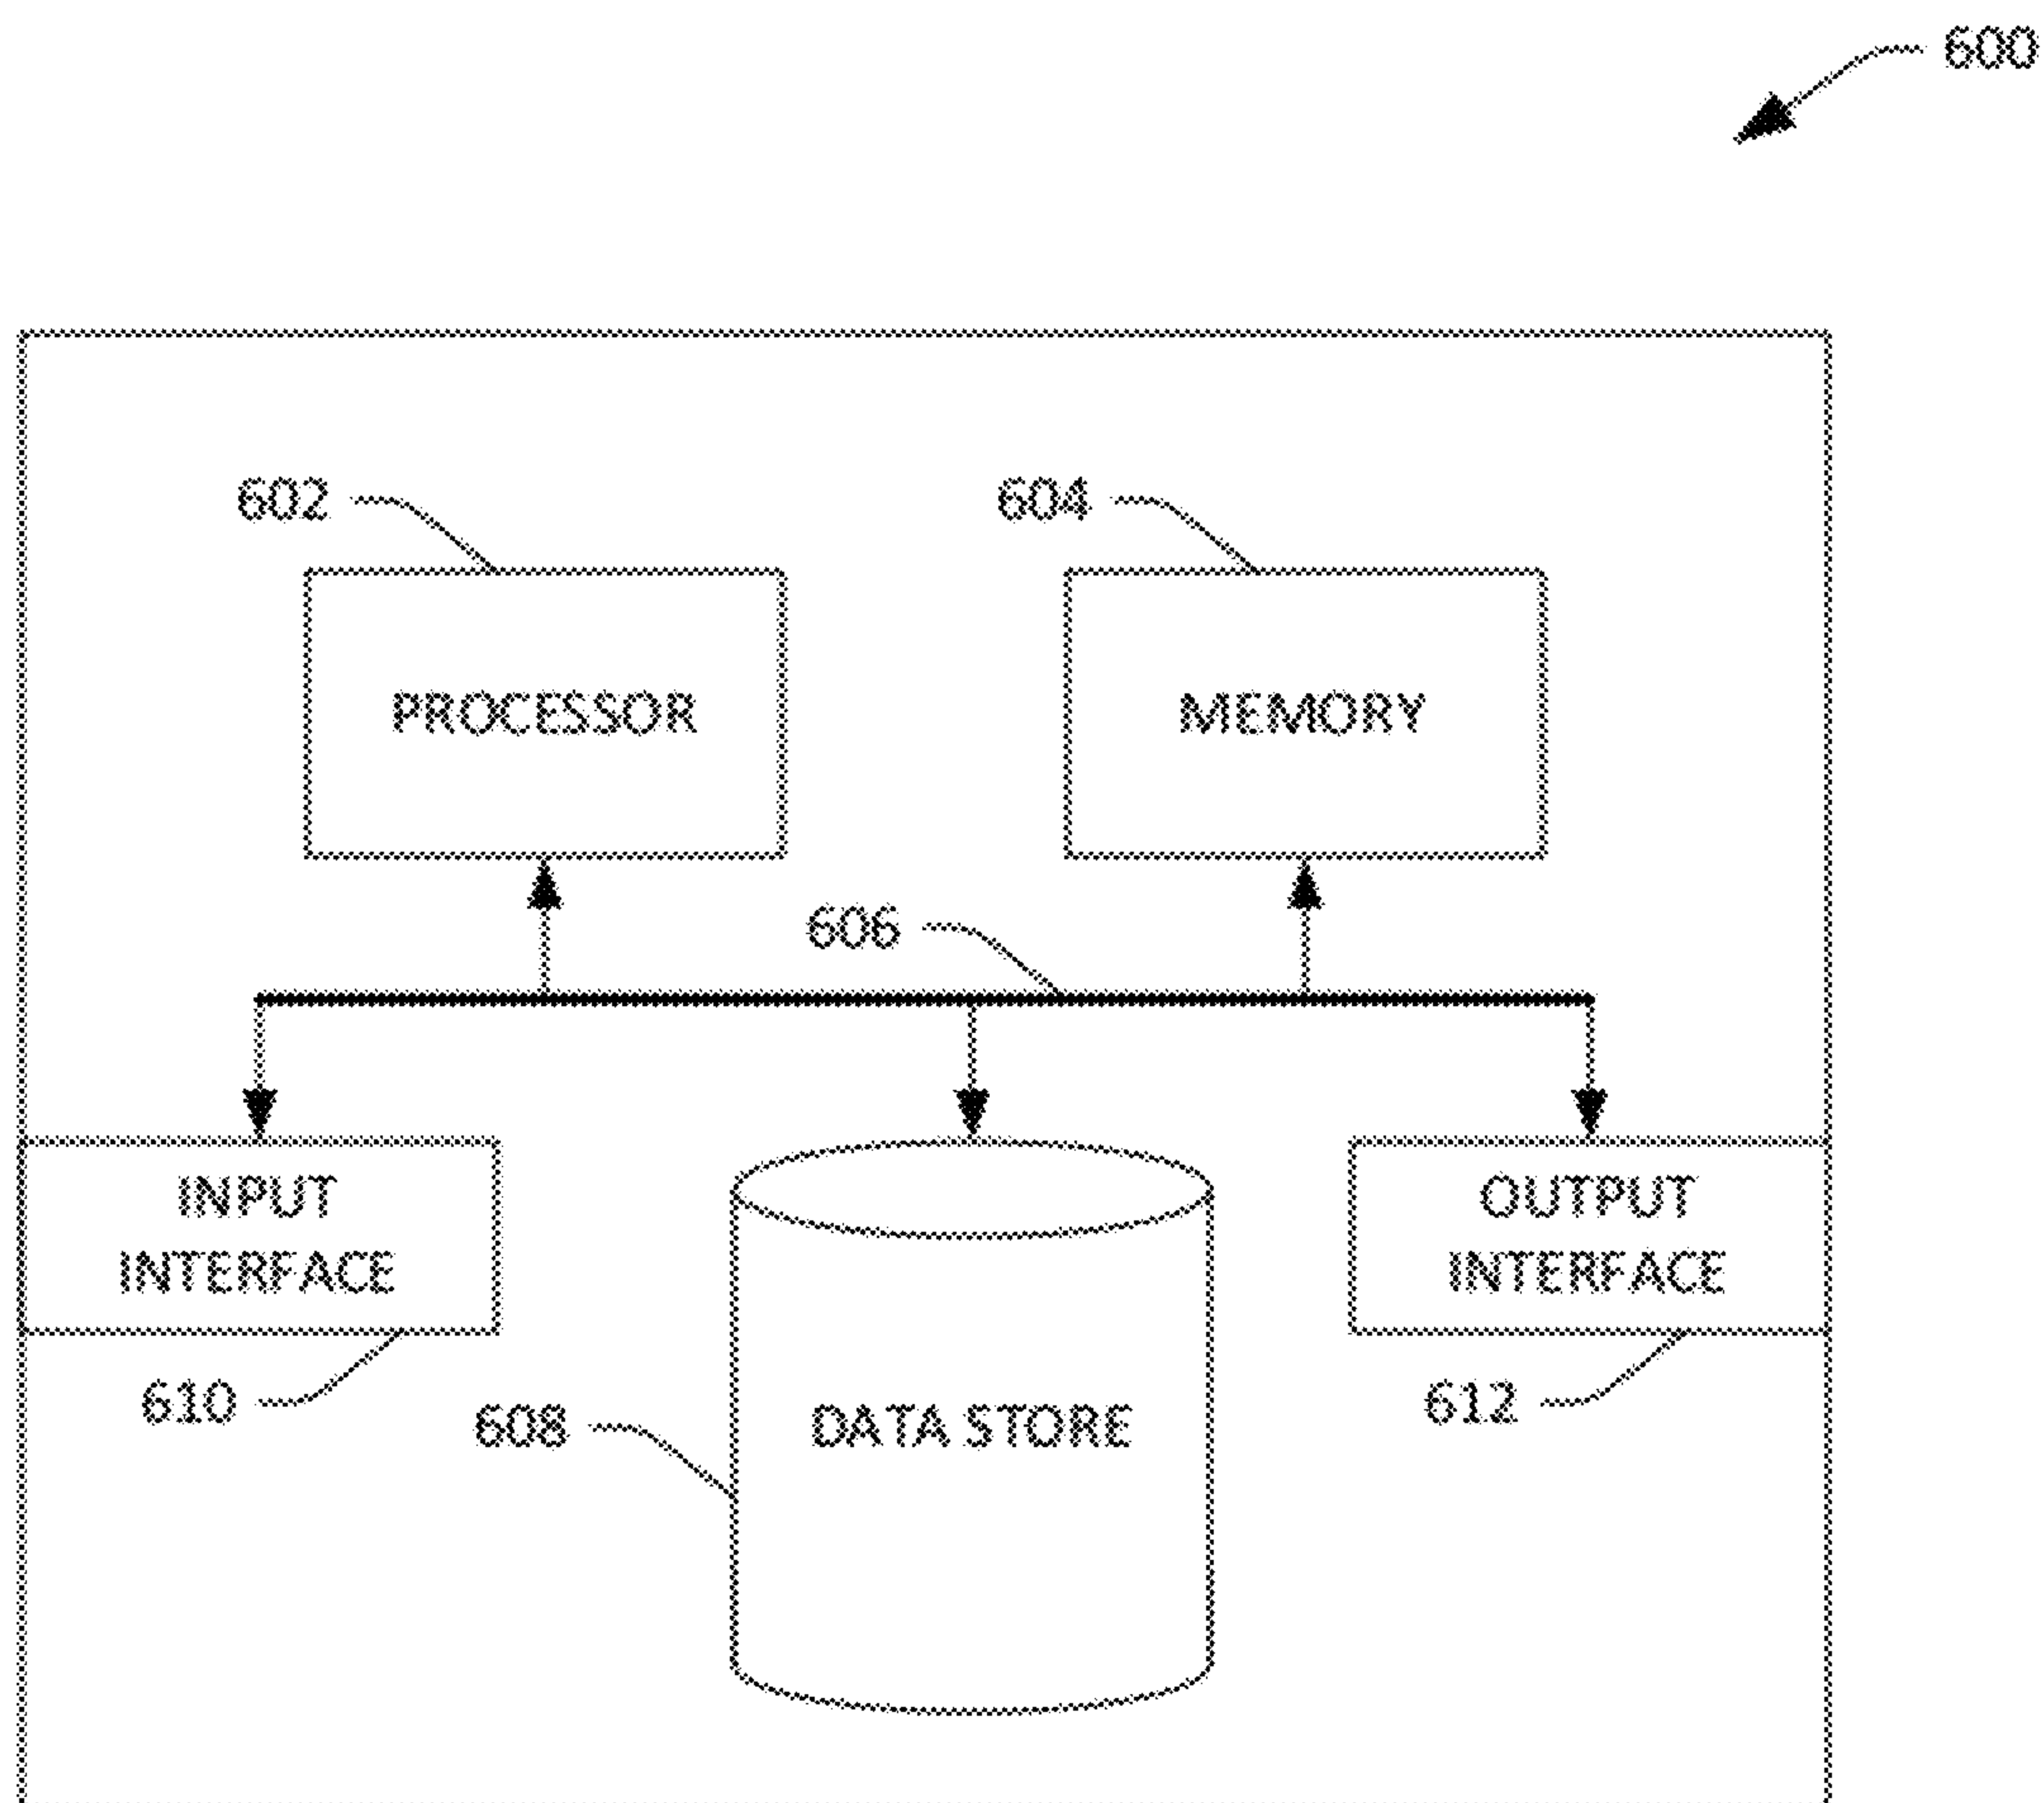 600
602
604
PROCESSOR
MEMORY
606
INPUT
INTERFACE
OUTPUT
INTERFACE
610
608
DATA STORE
612